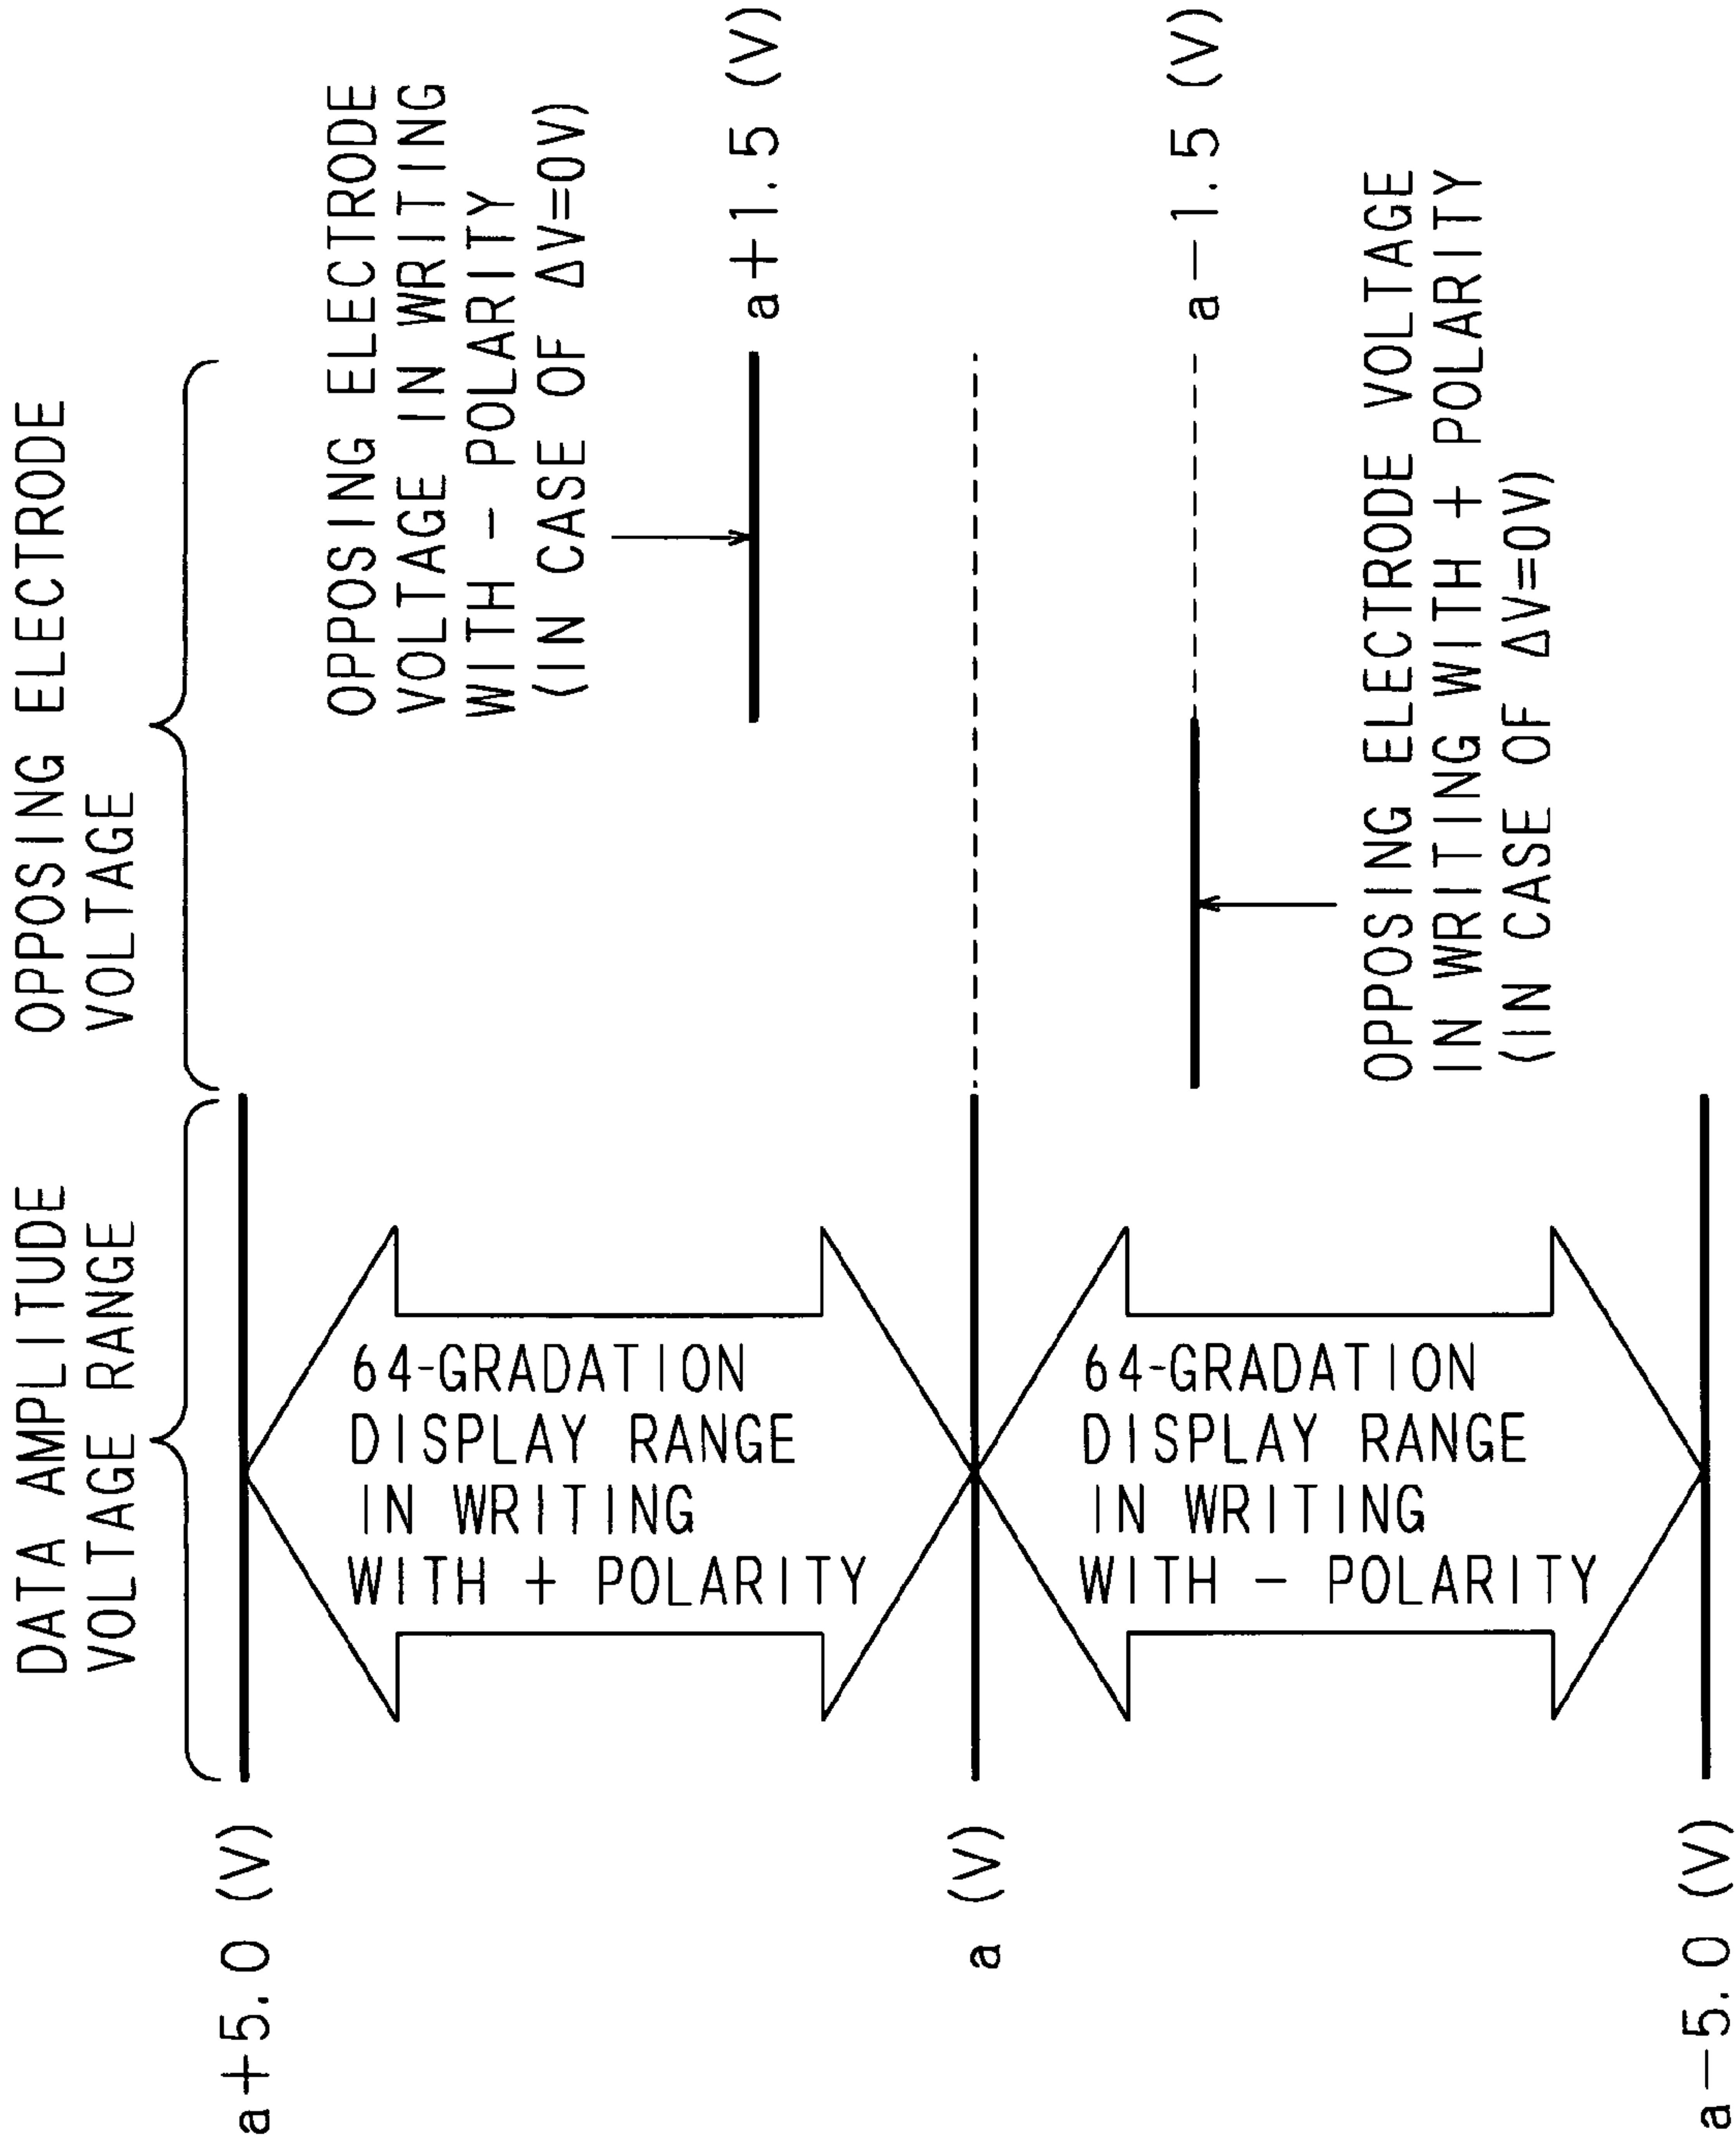 DATA AMPLITUDE
VOLTAGE RANGE
OPPOSING ELECTRODE
VOLTAGE
a+5.0 (V)
64-GRADATION
DISPLAY RANGE
IN WRITING
WITH + POLARITY
OPPOSING ELECTRODE
VOLTAGE IN WRITING
WITH - POLARITY
(IN CASE OF ΔV=0V)
a+1.5 (V)
a (V)
64-GRADATION
DISPLAY RANGE
IN WRITING
WITH - POLARITY
a-1.5 (V)
OPPOSING ELECTRODE VOLTAGE
IN WRITING WITH + POLARITY
(IN CASE OF ΔV=0V)
a-5.0 (V)